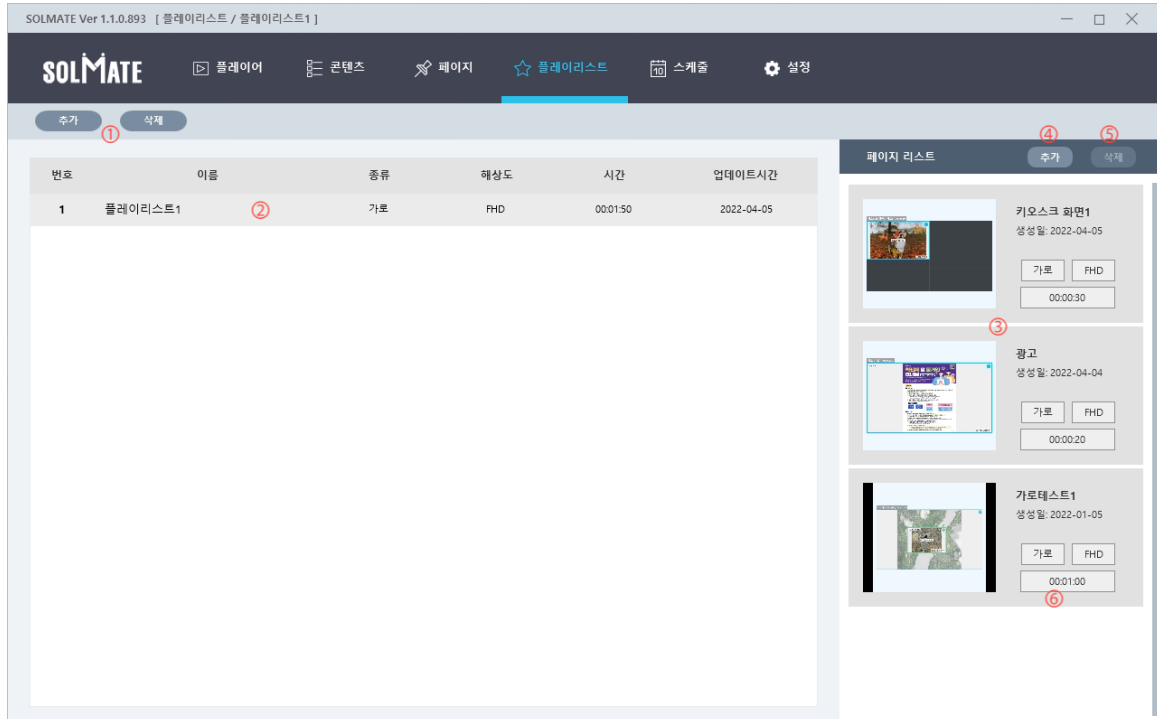 SOLMATE Ver 1.1.0.893 [ 플레이리스트 / 플레이리스트1 ]
SOLMATE 플레이어 콘텐츠 페이지 플레이리스트 10 스케줄 설정
추가 ① 삭제
번호 이름 종류 해상도 시간 업데이트시간
1 플레이리스트1 ② 가로 FHD 00:01:50 2022-04-05
④ ⑤
페이지 리스트 추가 삭제
키오스크 화면1
생성일: 2022-04-05
가로 FHD
00:00:30
③
광고
생성일: 2022-04-04
가로 FHD
00:00:20
가로테스트1
생성일: 2022-01-05
가로 FHD
00:01:00
⑥